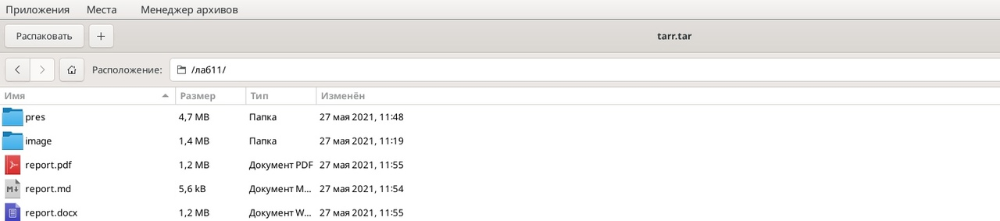 Приложения Места Менеджер архивов
Распаковать + tarr.tar
Расположение: /лаб11/
Имя Размер Тип Изменён
pres 4,7 MB Папка 27 мая 2021, 11:48
image 1,4 MB Папка 27 мая 2021, 11:19
report.pdf 1,2 MB Документ PDF 27 мая 2021, 11:55
M report.md 5,6 kB Документ M... 27 мая 2021, 11:54
report.docx 1,2 MB Документ W... 27 мая 2021, 11:55